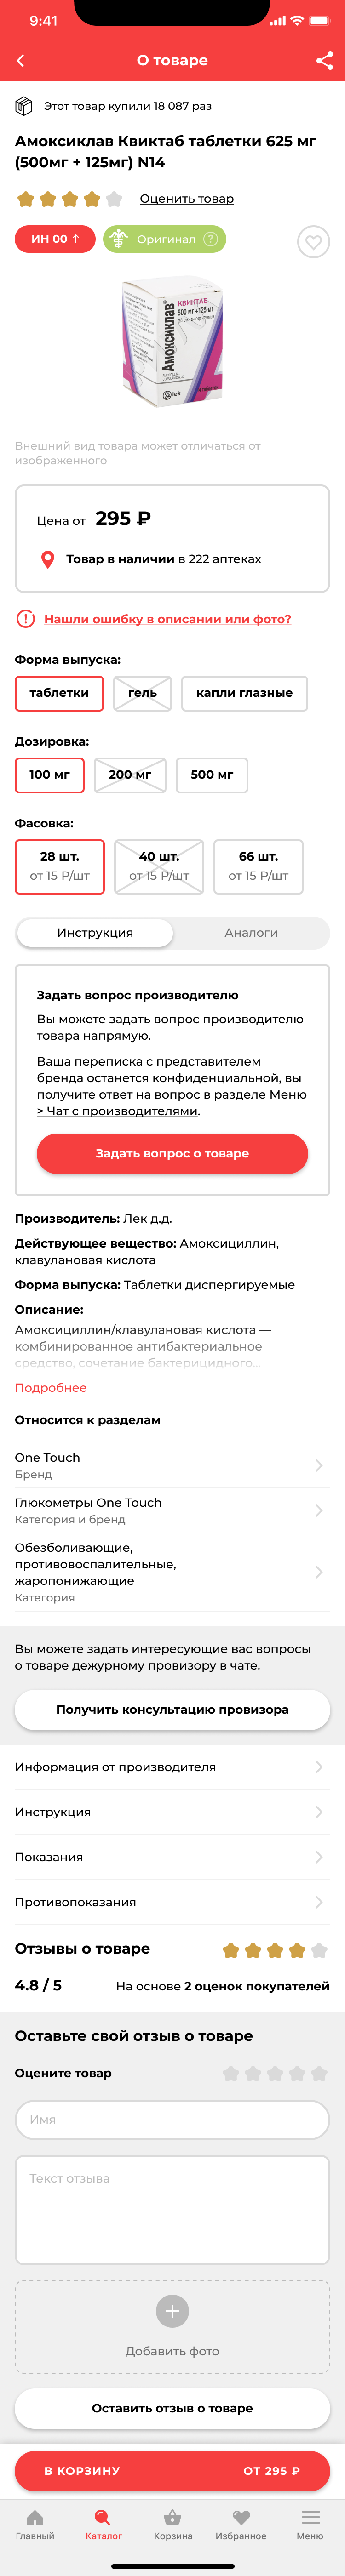 9:41
О товаре
Этот товар купили 18 087 раз
Амоксиклав Квиктаб таблетки 625 мг
(500мг + 125мг) N14
Оценить товар
ИН 00 ↑
Оригинал ?
Амоксиклав
КВИКТАБ
500 мг+125 мг
lek
Внешний вид товара может отличаться от
изображенного
Цена от 295 ₽
Товар в наличии в 222 аптеках
Нашли ошибку в описании или фото?
Форма выпуска:
таблетки гель капли глазные
Дозировка:
100 мг 200 мг 500 мг
Фасовка:
28 шт. 40 шт. 66 шт.
от 15 ₽/шт от 15 ₽/шт от 15 ₽/шт
Инструкция Аналоги
Задать вопрос производителю
Вы можете задать вопрос производителю
товара напрямую.
Ваша переписка с представителем
бренда останется конфиденциальной, вы
получите ответ на вопрос в разделе Меню
> Чат с производителями.
Задать вопрос о товаре
Производитель: Лек д.д.
Действующее вещество: Амоксициллин,
клавулановая кислота
Форма выпуска: Таблетки диспергируемые
Описание:
Амоксициллин/клавулановая кислота —
комбинированное антибактериальное
средство, сочетание бактерицидного...
Подробнее
Относится к разделам
One Touch
Бренд
Глюкометры One Touch
Категория и бренд
Обезболивающие,
противовоспалительные,
жаропонижающие
Категория
Вы можете задать интересующие вас вопросы
о товаре дежурному провизору в чате.
Получить консультацию провизора
Информация от производителя
Инструкция
Показания
Противопоказания
Отзывы о товаре
4.8 / 5 На основе 2 оценок покупателей
Оставьте свой отзыв о товаре
Оцените товар
Имя
Текст отзыва
Добавить фото
Оставить отзыв о товаре
В КОРЗИНУ ОТ 295 ₽
Главный Каталог Корзина Избранное Меню